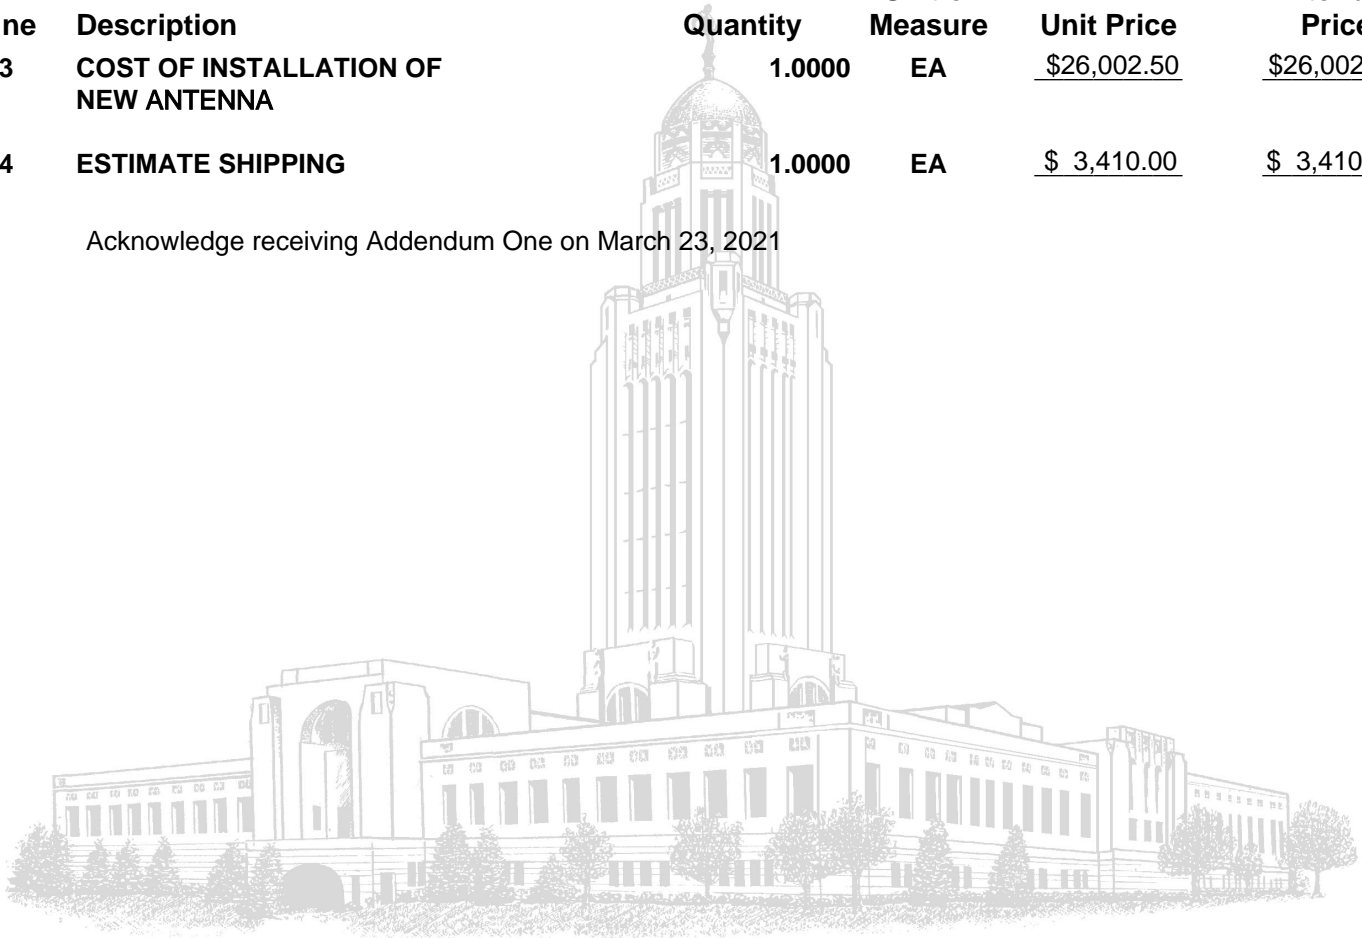 ne Description Quantity Measure Unit Price Price
3 COST OF INSTALLATION OF 1.0000 EA $26,002.50 $26,002
NEW ANTENNA
4 ESTIMATE SHIPPING 1.0000 EA $ 3,410.00 $ 3,410
Acknowledge receiving Addendum One on March 23, 2021